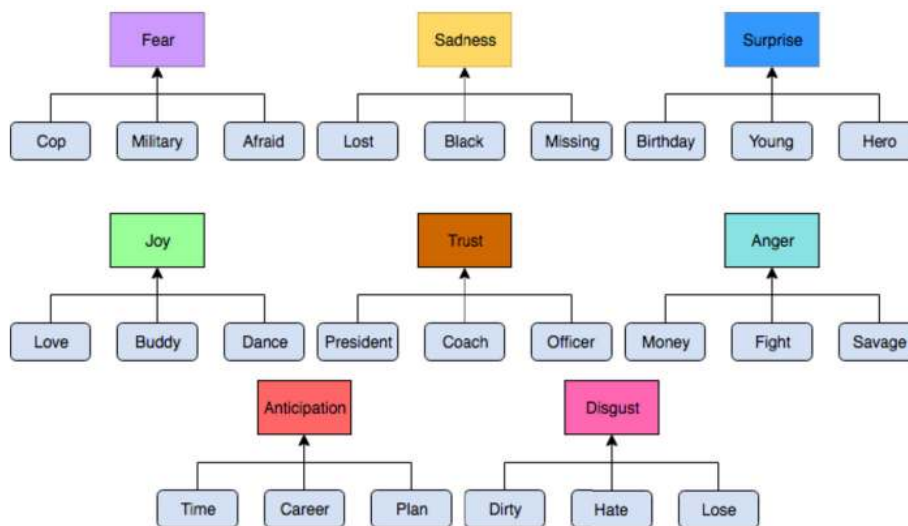 Fear Sadness Surprise
Cop Military Afraid Lost Black Missing Birthday Young Hero
Joy Trust Anger
Love Buddy Dance President Coach Officer Money Fight Savage
Anticipation Disgust
Time Career Plan Dirty Hate Lose